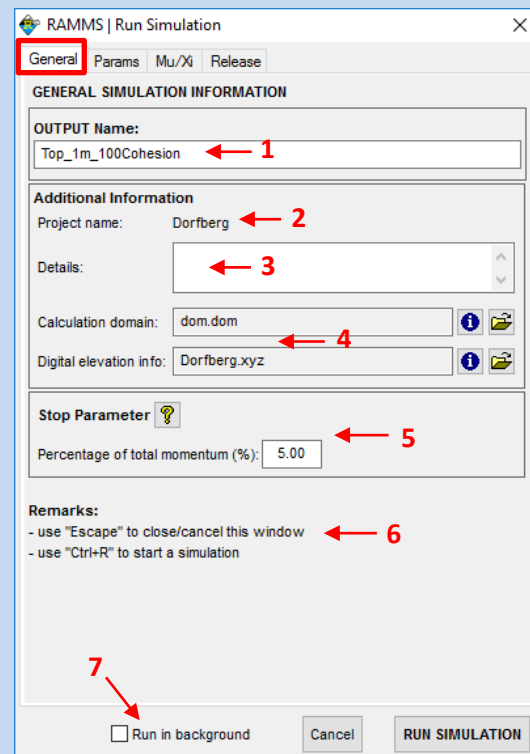 RAMMS | Run Simulation
General Params Mu/Xi Release
GENERAL SIMULATION INFORMATION
OUTPUT Name:
Top_1m_100Cohesion 1
Additional Information
Project name: Dorfberg 2
Details: 3
Calculation domain: dom.dom
4
Digital elevation info: Dorfberg.xyz
Stop Parameter ?
5
Percentage of total momentum (%): 5.00
Remarks:
- use "Escape" to close/cancel this window 6
- use "Ctrl+R" to start a simulation
7
Run in background Cancel RUN SIMULATION